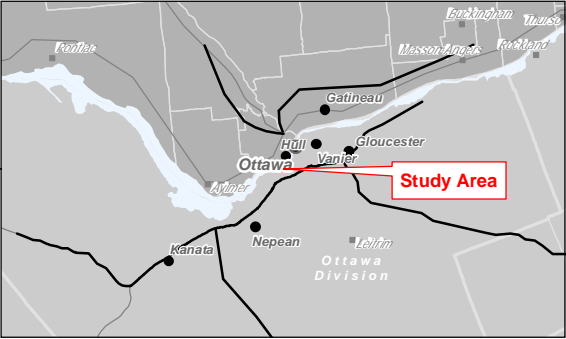 Buckingham
Thurso
Pontiac
Masson-Angers
Rockland
Gatineau
Hull
Gloucester
Vanier
Ottawa
Study Area
Aylmer
Nepean
Leitrim
Kanata
Ottawa
Division